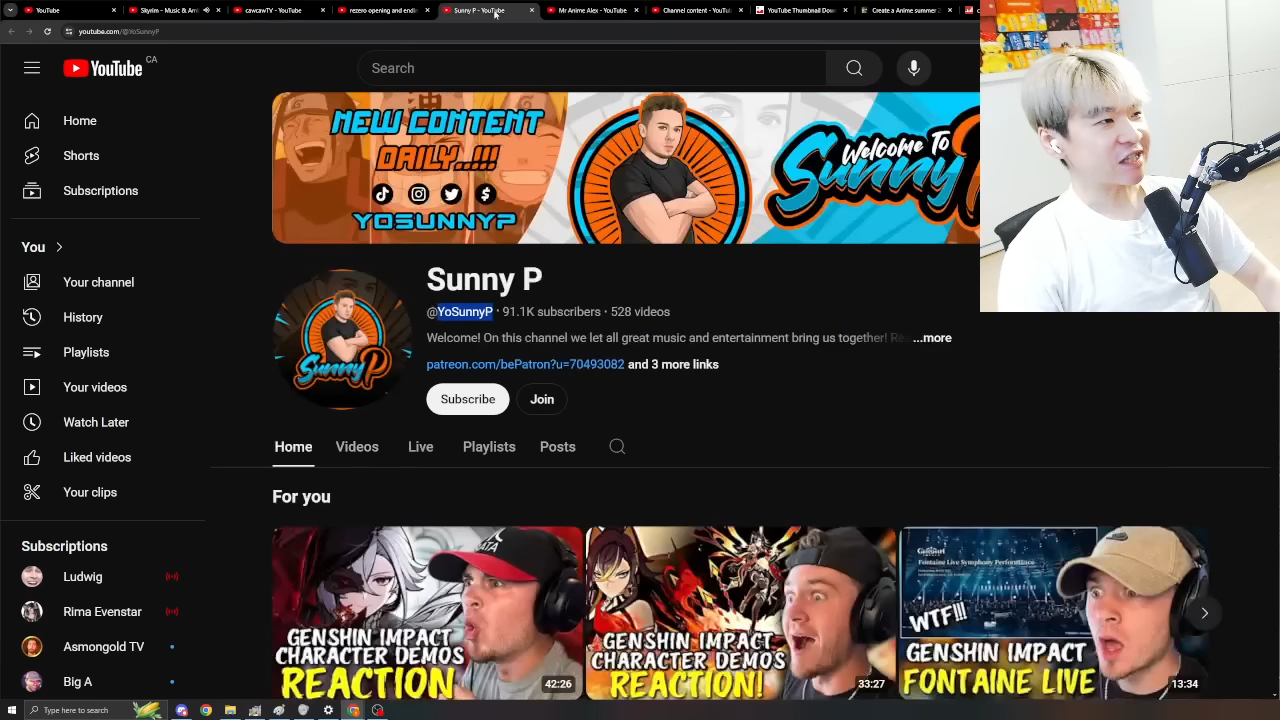 YouTube
Skyrim - Music & Am
cawcawTV - YouTube
rezero opening and endi
Sunny P - YouTube
Mr Anime Alex - YouTube
Channel content - YouTu
YouTube Thumbnail Dow
Create a Anime summer 2
youtube.com/@YoSunnyP
YouTube
CA
Search
Home
Shorts
Subscriptions
You
Your channel
History
Playlists
Your videos
Watch Later
Liked videos
Your clips
Subscriptions
Ludwig
Rima Evenstar
Asmongold TV
Big A
NEW CONTENT
DAILY..!!!
YOSUNNYP
Welcome To
Sunny
Sunny P
Sunny P
@YoSunnyP · 91.1K subscribers · 528 videos
Welcome! On this channel we let all great music and entertainment bring us together! Re... ...more
patreon.com/bePatron?u=70493082 and 3 more links
Subscribe
Join
Home
Videos
Live
Playlists
Posts
For you
GENSHIN IMPACT
CHARACTER DEMOS
REACTION
42:26
GENSHIN IMPACT
CHARACTER DEMOS
REACTION!
33:27
Genshin
Fontaine Live Symphony Performance
WTF!!!
GENSHIN IMPACT
FONTAINE LIVE
13:34
Type here to search